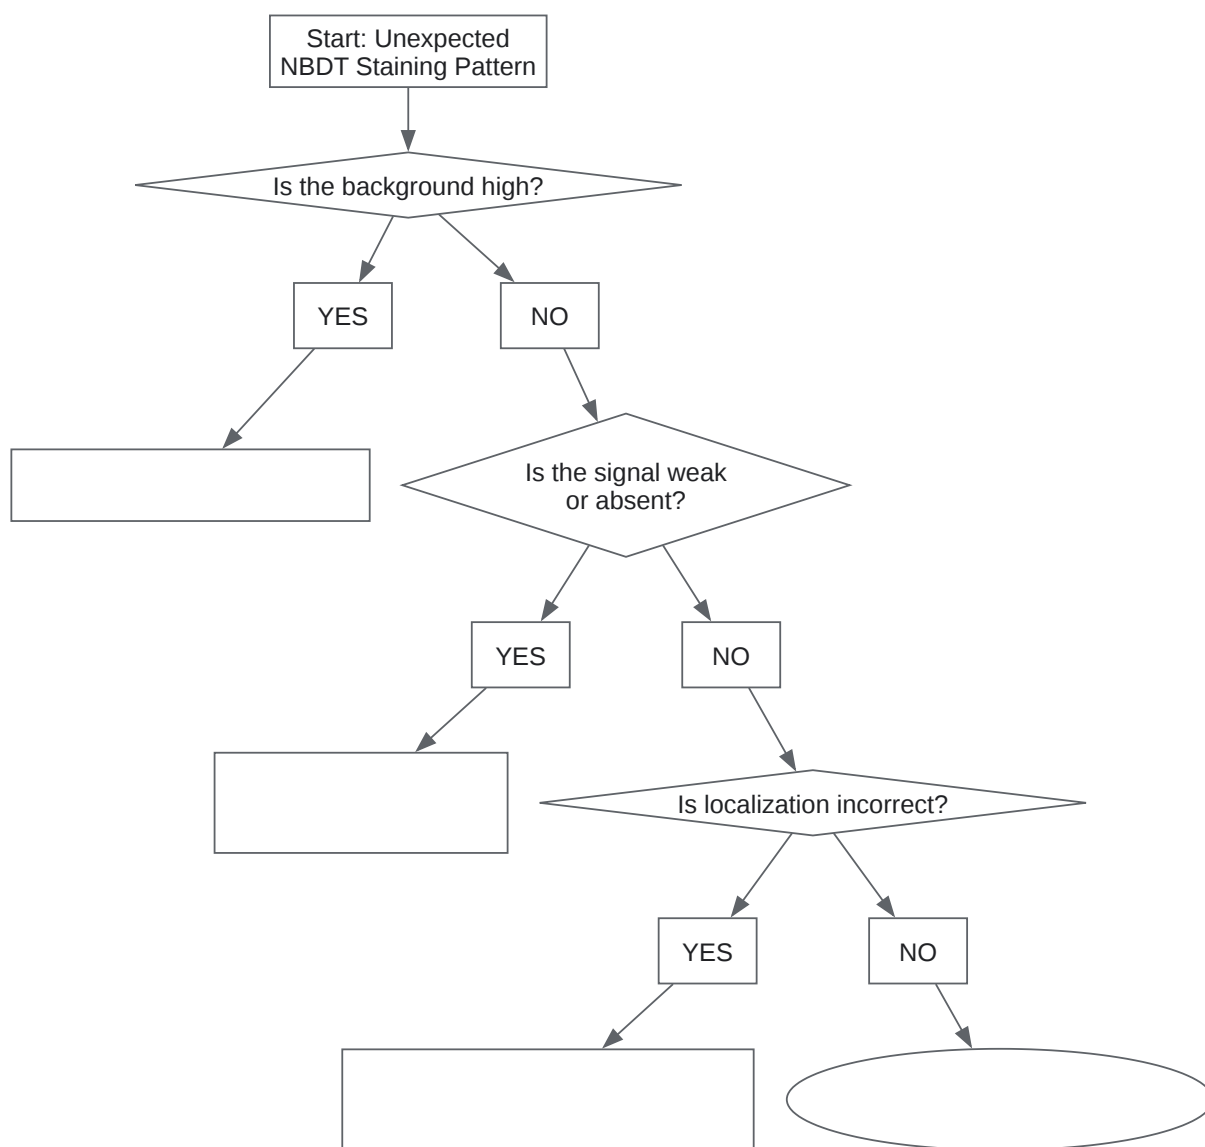 Start: Unexpected
NBDT Staining Pattern
Is the background high?
YES
NO
Is the signal weak
or absent?
YES
NO
Is localization incorrect?
YES
NO